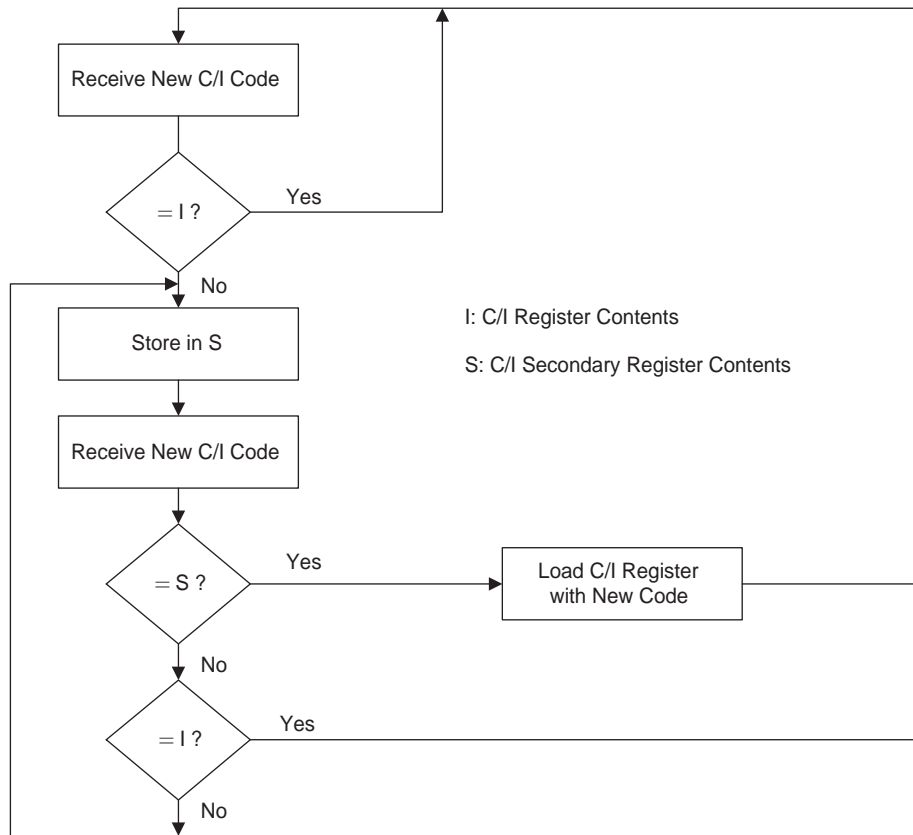 Receive New C/I Code
= I ?
Yes
No
Store in S
I: C/I Register Contents
S: C/I Secondary Register Contents
Receive New C/I Code
= S ?
Yes
Load C/I Register
with New Code
No
= I ?
Yes
No